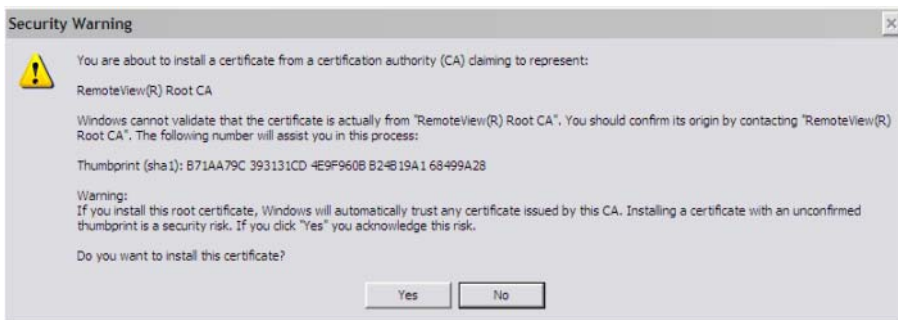 Security Warning
You are about to install a certificate from a certification authority (CA) claiming to represent:
RemoteView(R) Root CA
Windows cannot validate that the certificate is actually from "RemoteView(R) Root CA". You should confirm its origin by contacting "RemoteView(R)
Root CA". The following number will assist you in this process:
Thumbprint (sha1): B71AA79C 393131CD 4E9F960B B24B19A1 68499A28
Warning:
If you install this root certificate, Windows will automatically trust any certificate issued by this CA. Installing a certificate with an unconfirmed
thumbprint is a security risk. If you click "Yes" you acknowledge this risk.
Do you want to install this certificate?
Yes No